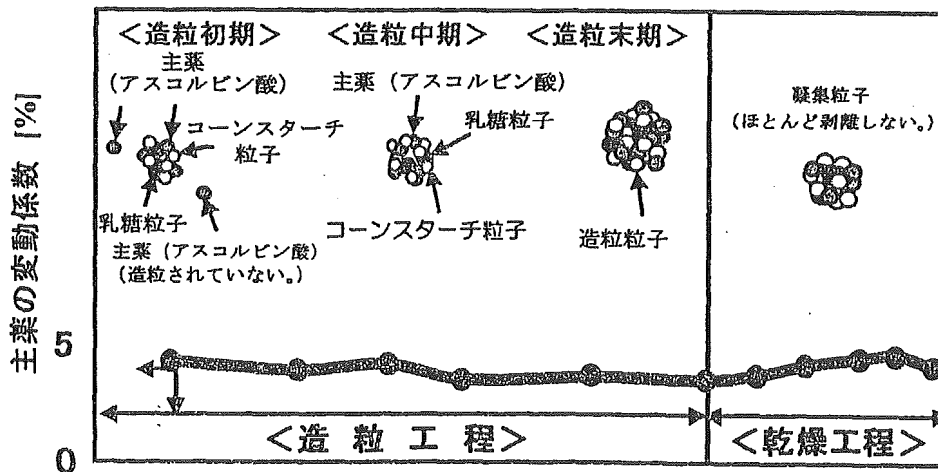 <造粒初期>
<造粒中期>
<造粒末期>
主薬
(アスコルビン酸)
コーンスターチ
粒子
乳糖粒子
主薬 (アスコルビン酸)
(造粒されていない。)
主薬 (アスコルビン酸)
乳糖粒子
コーンスターチ粒子
造粒粒子
凝集粒子
(ほとんど剥離しない。)
主薬の変動係数 [%]
5
0
<造 粒 工 程>
<乾燥工程>